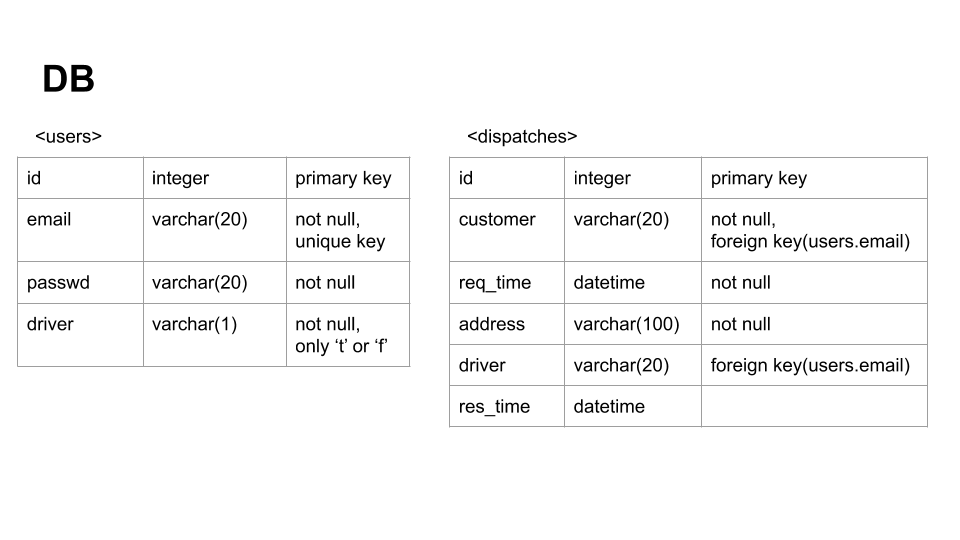 DB
<users>
id integer primary key
email varchar(20) not null,
unique key
passwd varchar(20) not null
driver varchar(1) not null,
only ‘t’ or ‘f’
<dispatches>
id integer primary key
customer varchar(20) not null,
foreign key(users.email)
req_time datetime not null
address varchar(100) not null
driver varchar(20) foreign key(users.email)
res_time datetime